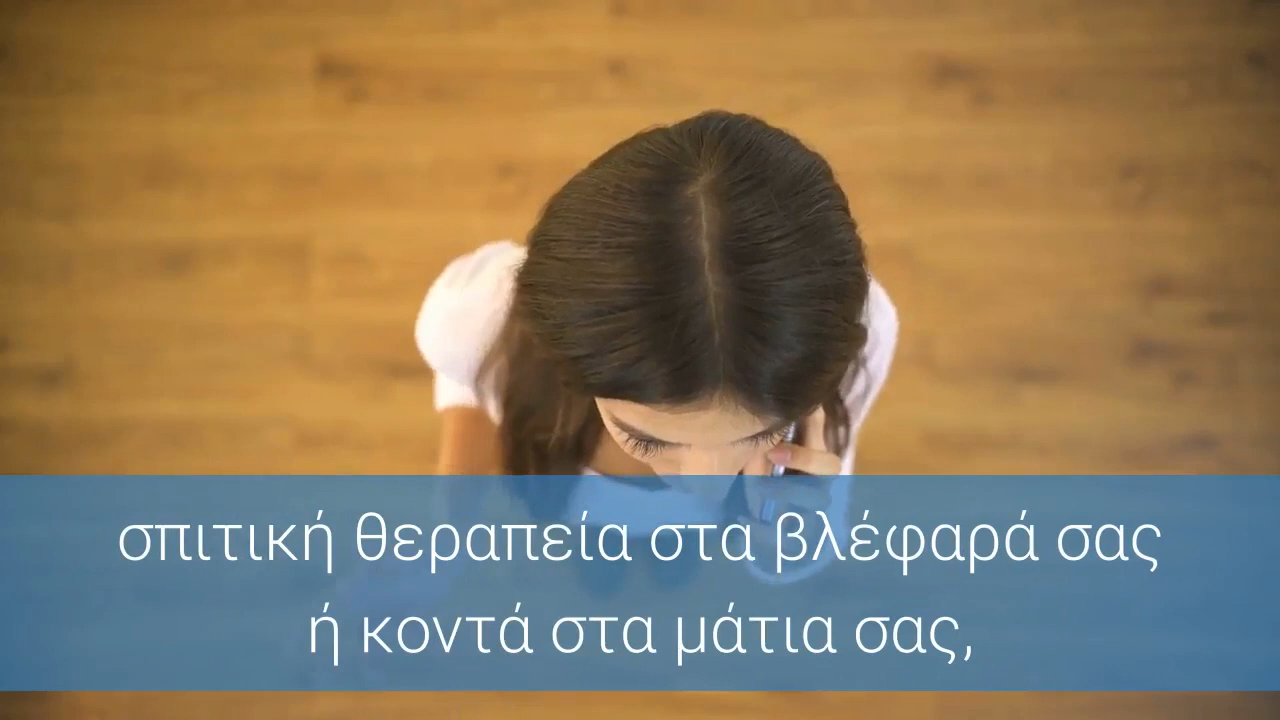 σπιτική θεραπεία στα βλέφαρά σας
ή κοντά στα μάτια σας,